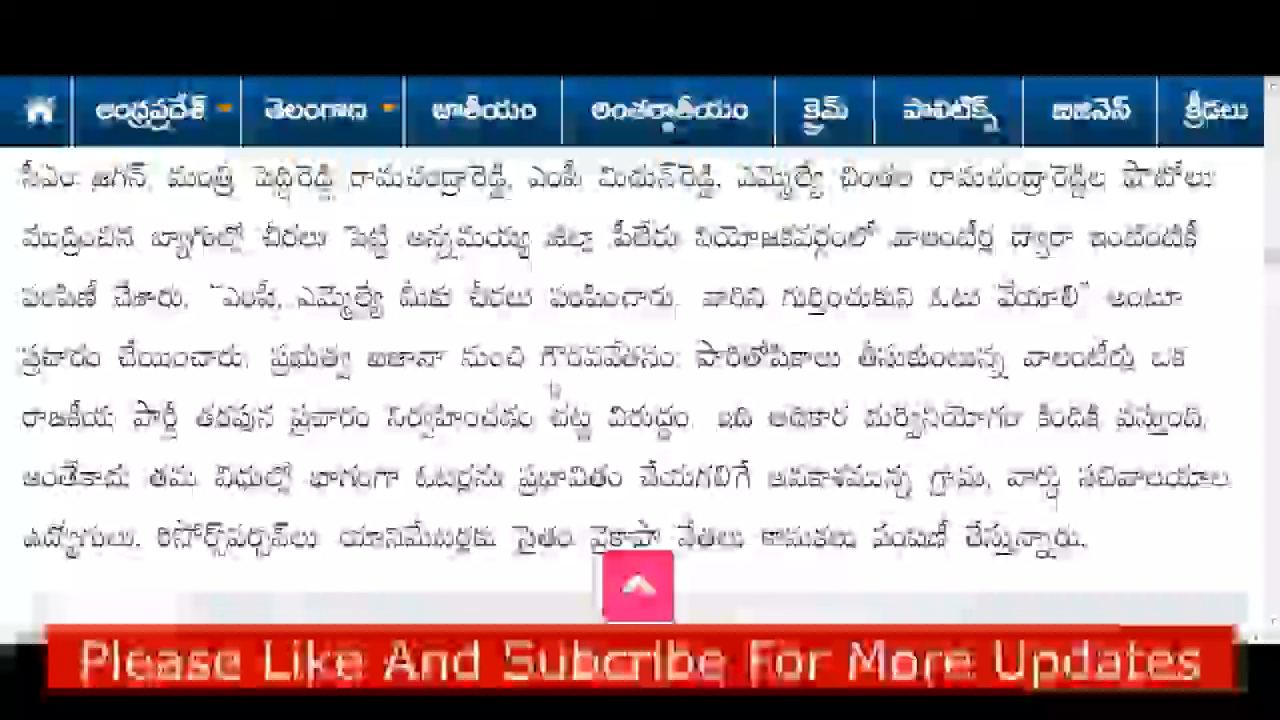 ఆంధ్రప్రదేశ్ తెలంగాణ జాతీయం అంతర్జాతీయం క్రైమ్ పాలిటిక్స్ బిజినెస్ క్రీడలు
సీఎం జగన్, మంత్రి పెద్దిరెడ్డి రామచంద్రారెడ్డి, ఎంపీ మిథున్‌రెడ్డి, ఎమ్మెల్యే చింతల రామచంద్రారెడ్డిల ఫొటోలు
ముద్రించిన బ్యాగుల్లో చీరలు పెట్టి అన్నమయ్య జిల్లా పీలేరు నియోజకవర్గంలో వాలంటీర్ల ద్వారా ఇంటింటికీ
పంపిణీ చేశారు. ''ఎంపీ, ఎమ్మెల్యే మీకు చీరలు పంపించారు. వారిని గుర్తించుకుని ఓటు వేయాలి'' అంటూ
ప్రచారం చేయించారు. ప్రభుత్వ ఖజానా నుంచి గౌరవవేతనం, పారితోషికాలు తీసుకుంటున్న వాలంటీర్లు ఒక
రాజకీయ పార్టీ తరఫున ప్రచారం నిర్వహించడం చట్ట విరుద్ధం. ఇది అధికార దుర్వినియోగం కిందికి వస్తుంది.
అంతేకాదు తమ విధుల్లో భాగంగా ఓటర్లను ప్రభావితం చేయగలిగే అవకాశమున్న గ్రామ, వార్డు సచివాలయాల
ఉద్యోగులు, రిసోర్స్‌పర్సన్‌లు, యానిమేటర్లకు సైతం వైకాపా నేతలు కానుకలు పంపిణీ చేస్తున్నారు.
Please Like And Subcribe For More Updates